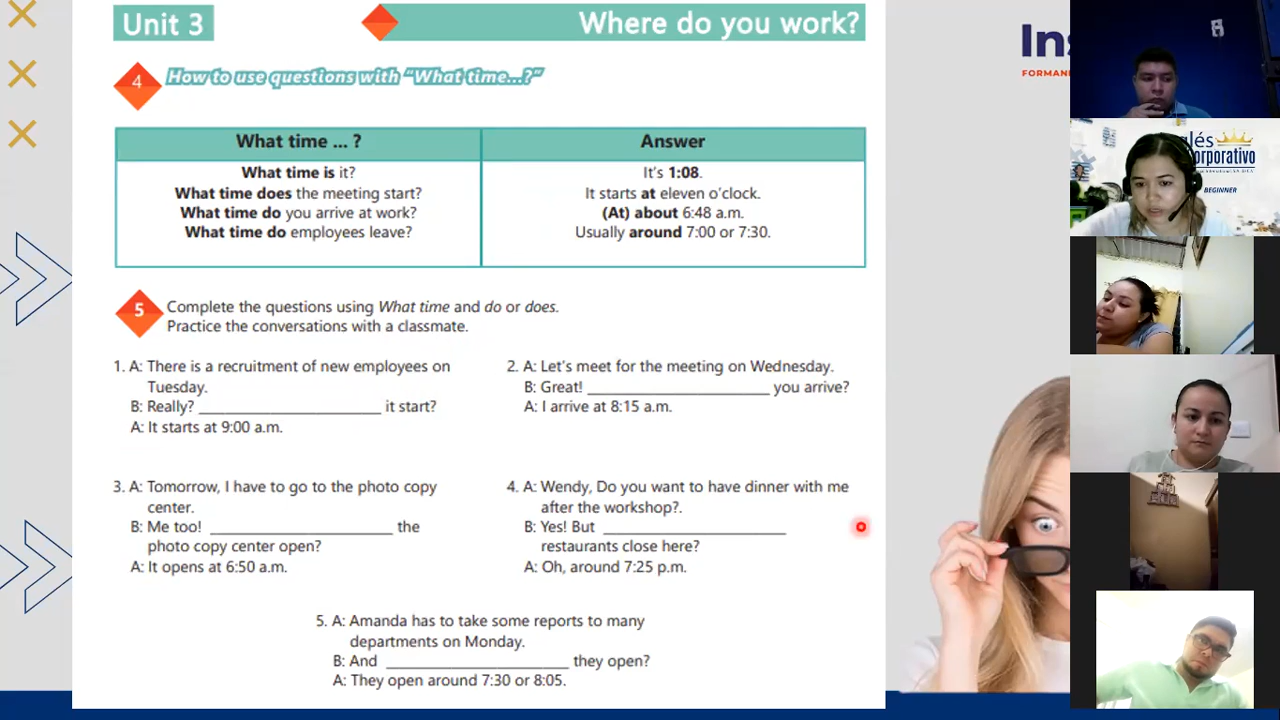 Unit 3
Where do you work?
4
How to use questions with “What time...?”
What time ... ?
Answer
What time is it?
It's 1:08.
What time does the meeting start?
It starts at eleven o'clock.
What time do you arrive at work?
(At) about 6:48 a.m.
What time do employees leave?
Usually around 7:00 or 7:30.
5
Complete the questions using What time and do or does.
Practice the conversations with a classmate.
1. A: There is a recruitment of new employees on
Tuesday.
B: Really? ______________________ it start?
A: It starts at 9:00 a.m.
2. A: Let's meet for the meeting on Wednesday.
B: Great! ______________________ you arrive?
A: I arrive at 8:15 a.m.
3. A: Tomorrow, I have to go to the photo copy
center.
B: Me too! ______________________ the
photo copy center open?
A: It opens at 6:50 a.m.
4. A: Wendy, Do you want to have dinner with me
after the workshop?.
B: Yes! But ______________________
restaurants close here?
A: Oh, around 7:25 p.m.
5. A: Amanda has to take some reports to many
departments on Monday.
B: And ______________________ they open?
A: They open around 7:30 or 8:05.
Ins
FORMAN
glés
orporativo
BEGINNER